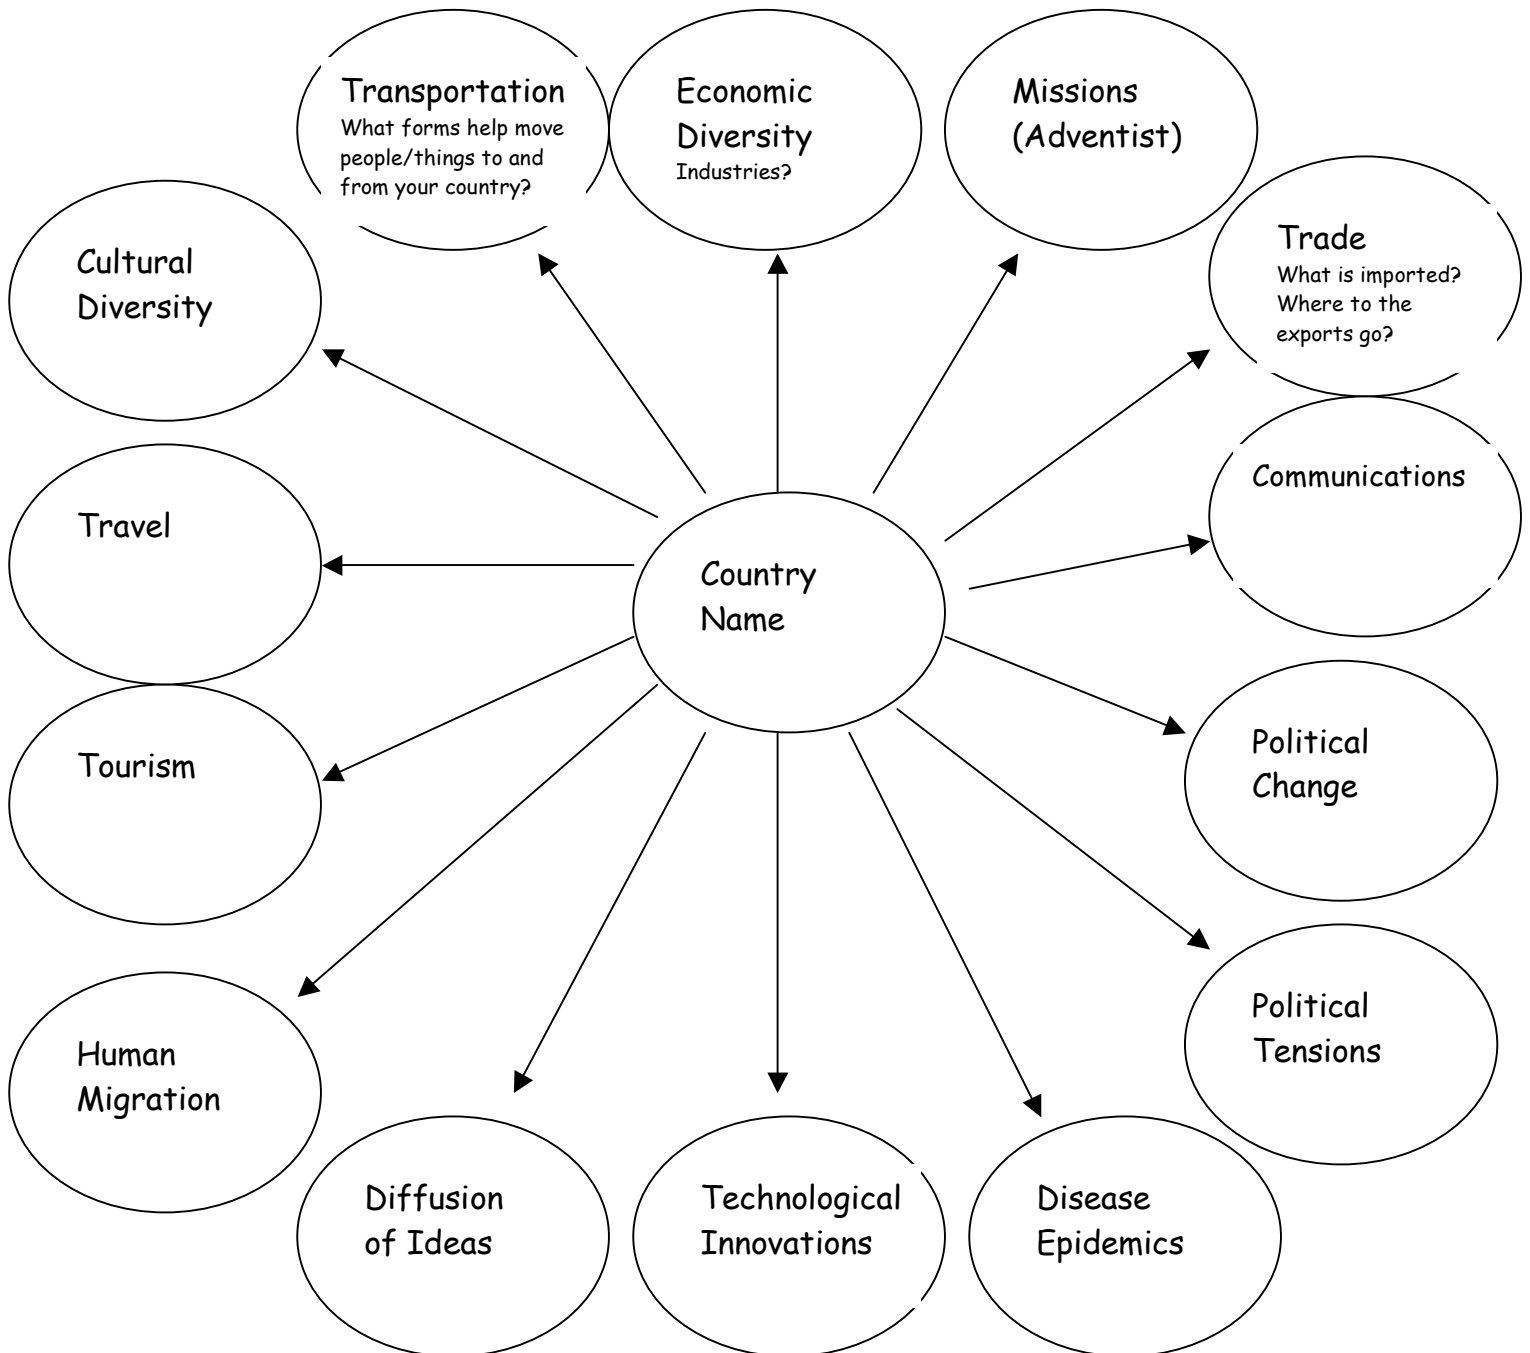 Transportation
What forms help move
people/things to and
from your country?
Economic
Diversity
Industries?
Missions
(Adventist)
Trade
What is imported?
Where to the
exports go?
Cultural
Diversity
Communications
Travel
Country
Name
Political
Change
Tourism
Political
Tensions
Human
Migration
Diffusion
of Ideas
Technological
Innovations
Disease
Epidemics